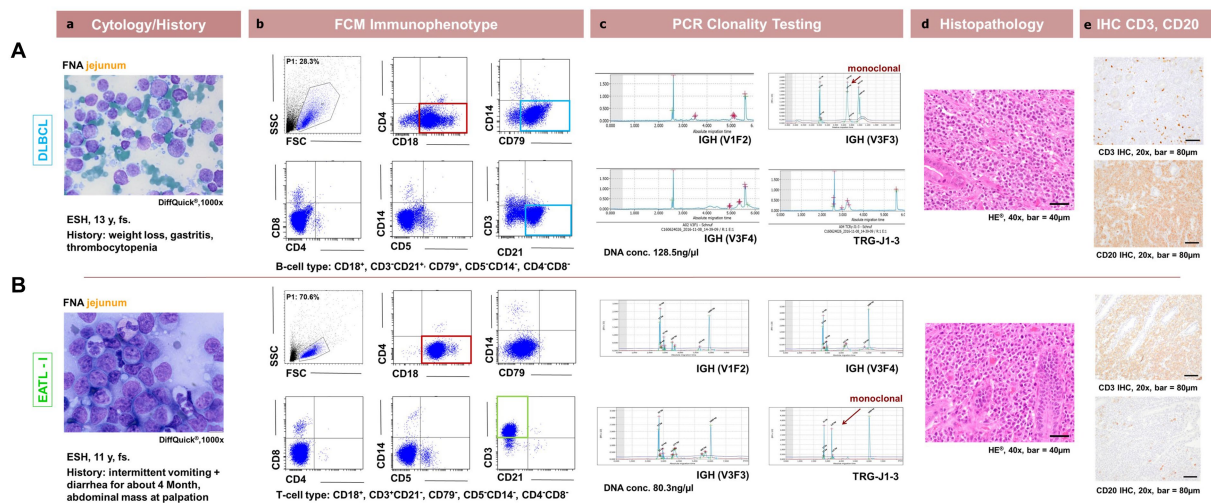 a Cytology/History
b FCM Immunophenotype
c PCR Clonality Testing
d Histopathology
e IHC CD3, CD20
A
DLBCL
FNA jejunum
DiffQuick®, 1000x
ESH, 13 y, fs.
History: weight loss, gastritis,
thrombocytopenia
P1: 28.3%
SSC
FSC
CD4
CD18
CD14
CD79
CD8
CD4
CD14
CD5
CD3
CD21
B-cell type: CD18⁺, CD3⁻CD21⁺, CD79⁺, CD5⁻CD14⁻, CD4⁻CD8⁻
IGH (V1F2)
monoclonal
IGH (V3F3)
IGH (V3F4)
TRG-J1-3
Absolute migration time
Absolute migration time
DNA conc. 128.5ng/µl
HE®, 40x, bar = 40µm
CD3 IHC, 20x, bar = 80µm
CD20 IHC, 20x, bar = 80µm
B
EATL - I
FNA jejunum
DiffQuick®, 1000x
ESH, 11 y, fs.
History: intermittent vomiting +
diarrhea for about 4 Month,
abdominal mass at palpation
P1: 70.6%
SSC
FSC
CD4
CD18
CD14
CD79
CD8
CD4
CD14
CD5
CD3
CD21
T-cell type: CD18⁺, CD3⁺CD21⁻, CD79⁻, CD5⁻CD14⁻, CD4⁻CD8⁻
IGH (V1F2)
IGH (V3F4)
IGH (V3F3)
monoclonal
TRG-J1-3
DNA conc. 80.3ng/µl
HE®, 40x, bar = 40µm
CD3 IHC, 20x, bar = 80µm
CD20 IHC, 20x, bar = 80µm